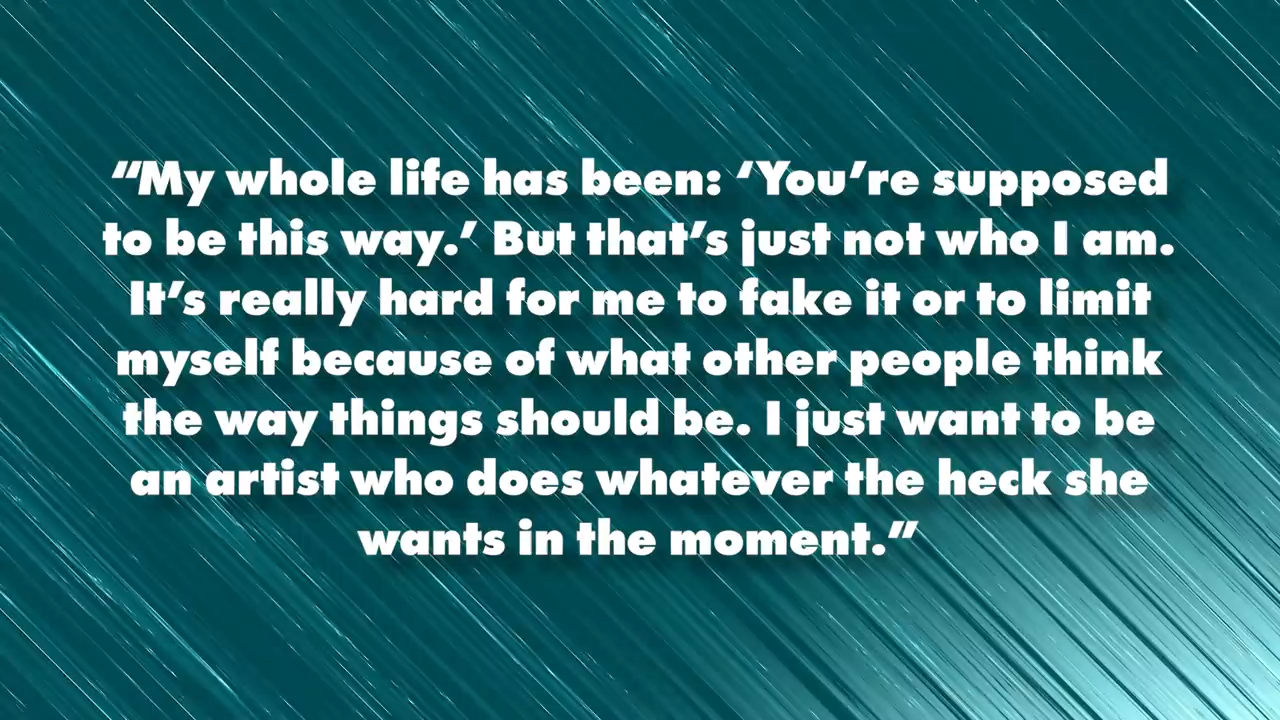 “My whole life has been: ‘You’re supposed
to be this way.’ But that’s just not who I am.
It’s really hard for me to fake it or to limit
myself because of what other people think
the way things should be. I just want to be
an artist who does whatever the heck she
wants in the moment.”